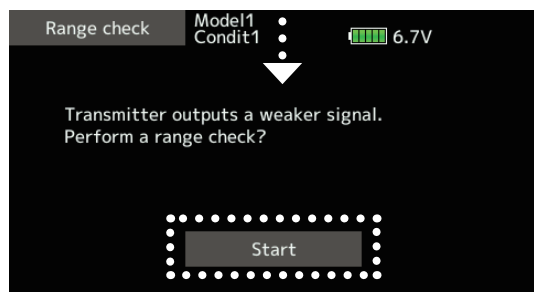 Range check
Model1
Condit1
6.7V
Transmitter outputs a weaker signal.
Perform a range check?
Start